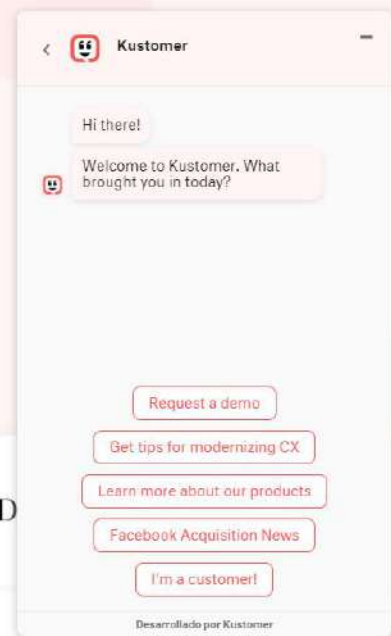 Kustomer
Hi there!
Welcome to Kustomer. What
brought you in today?
Request a demo
Get tips for modernizing CX
Learn more about our products
D
Facebook Acquisition News
I'm a customer!
Desarrollado por Kustomer